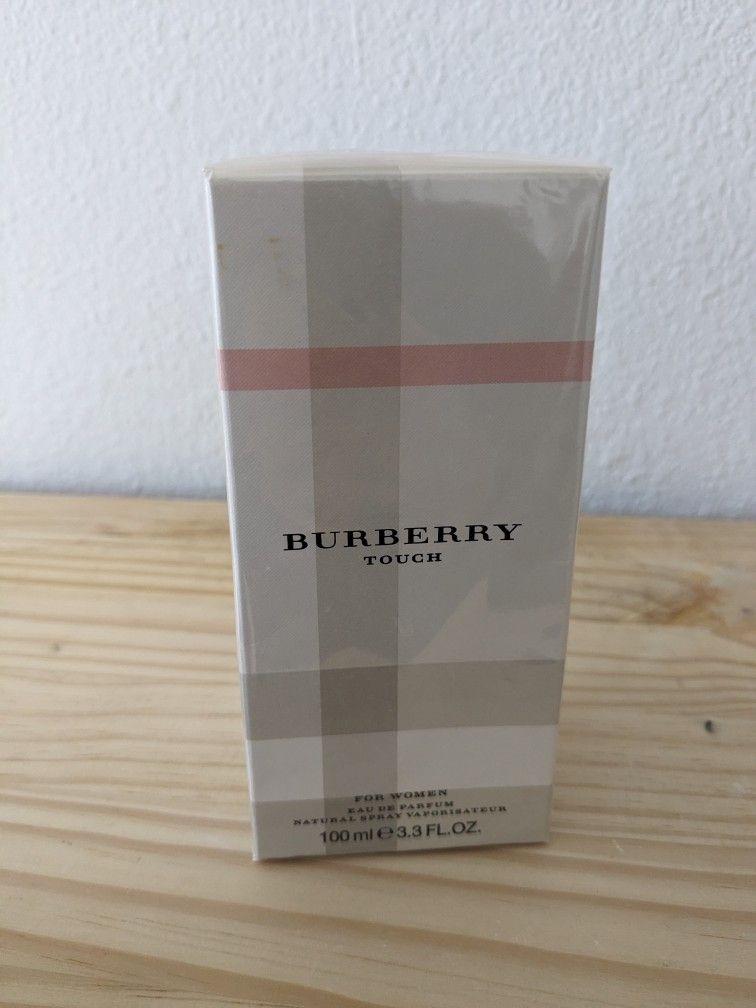 BURBERRY
TOUCH
FOR WOMEN
EAU DE PARFUM
NATURAL SPRAY VAPORISATEUR
100 ml ℮ 3.3 FL.OZ.